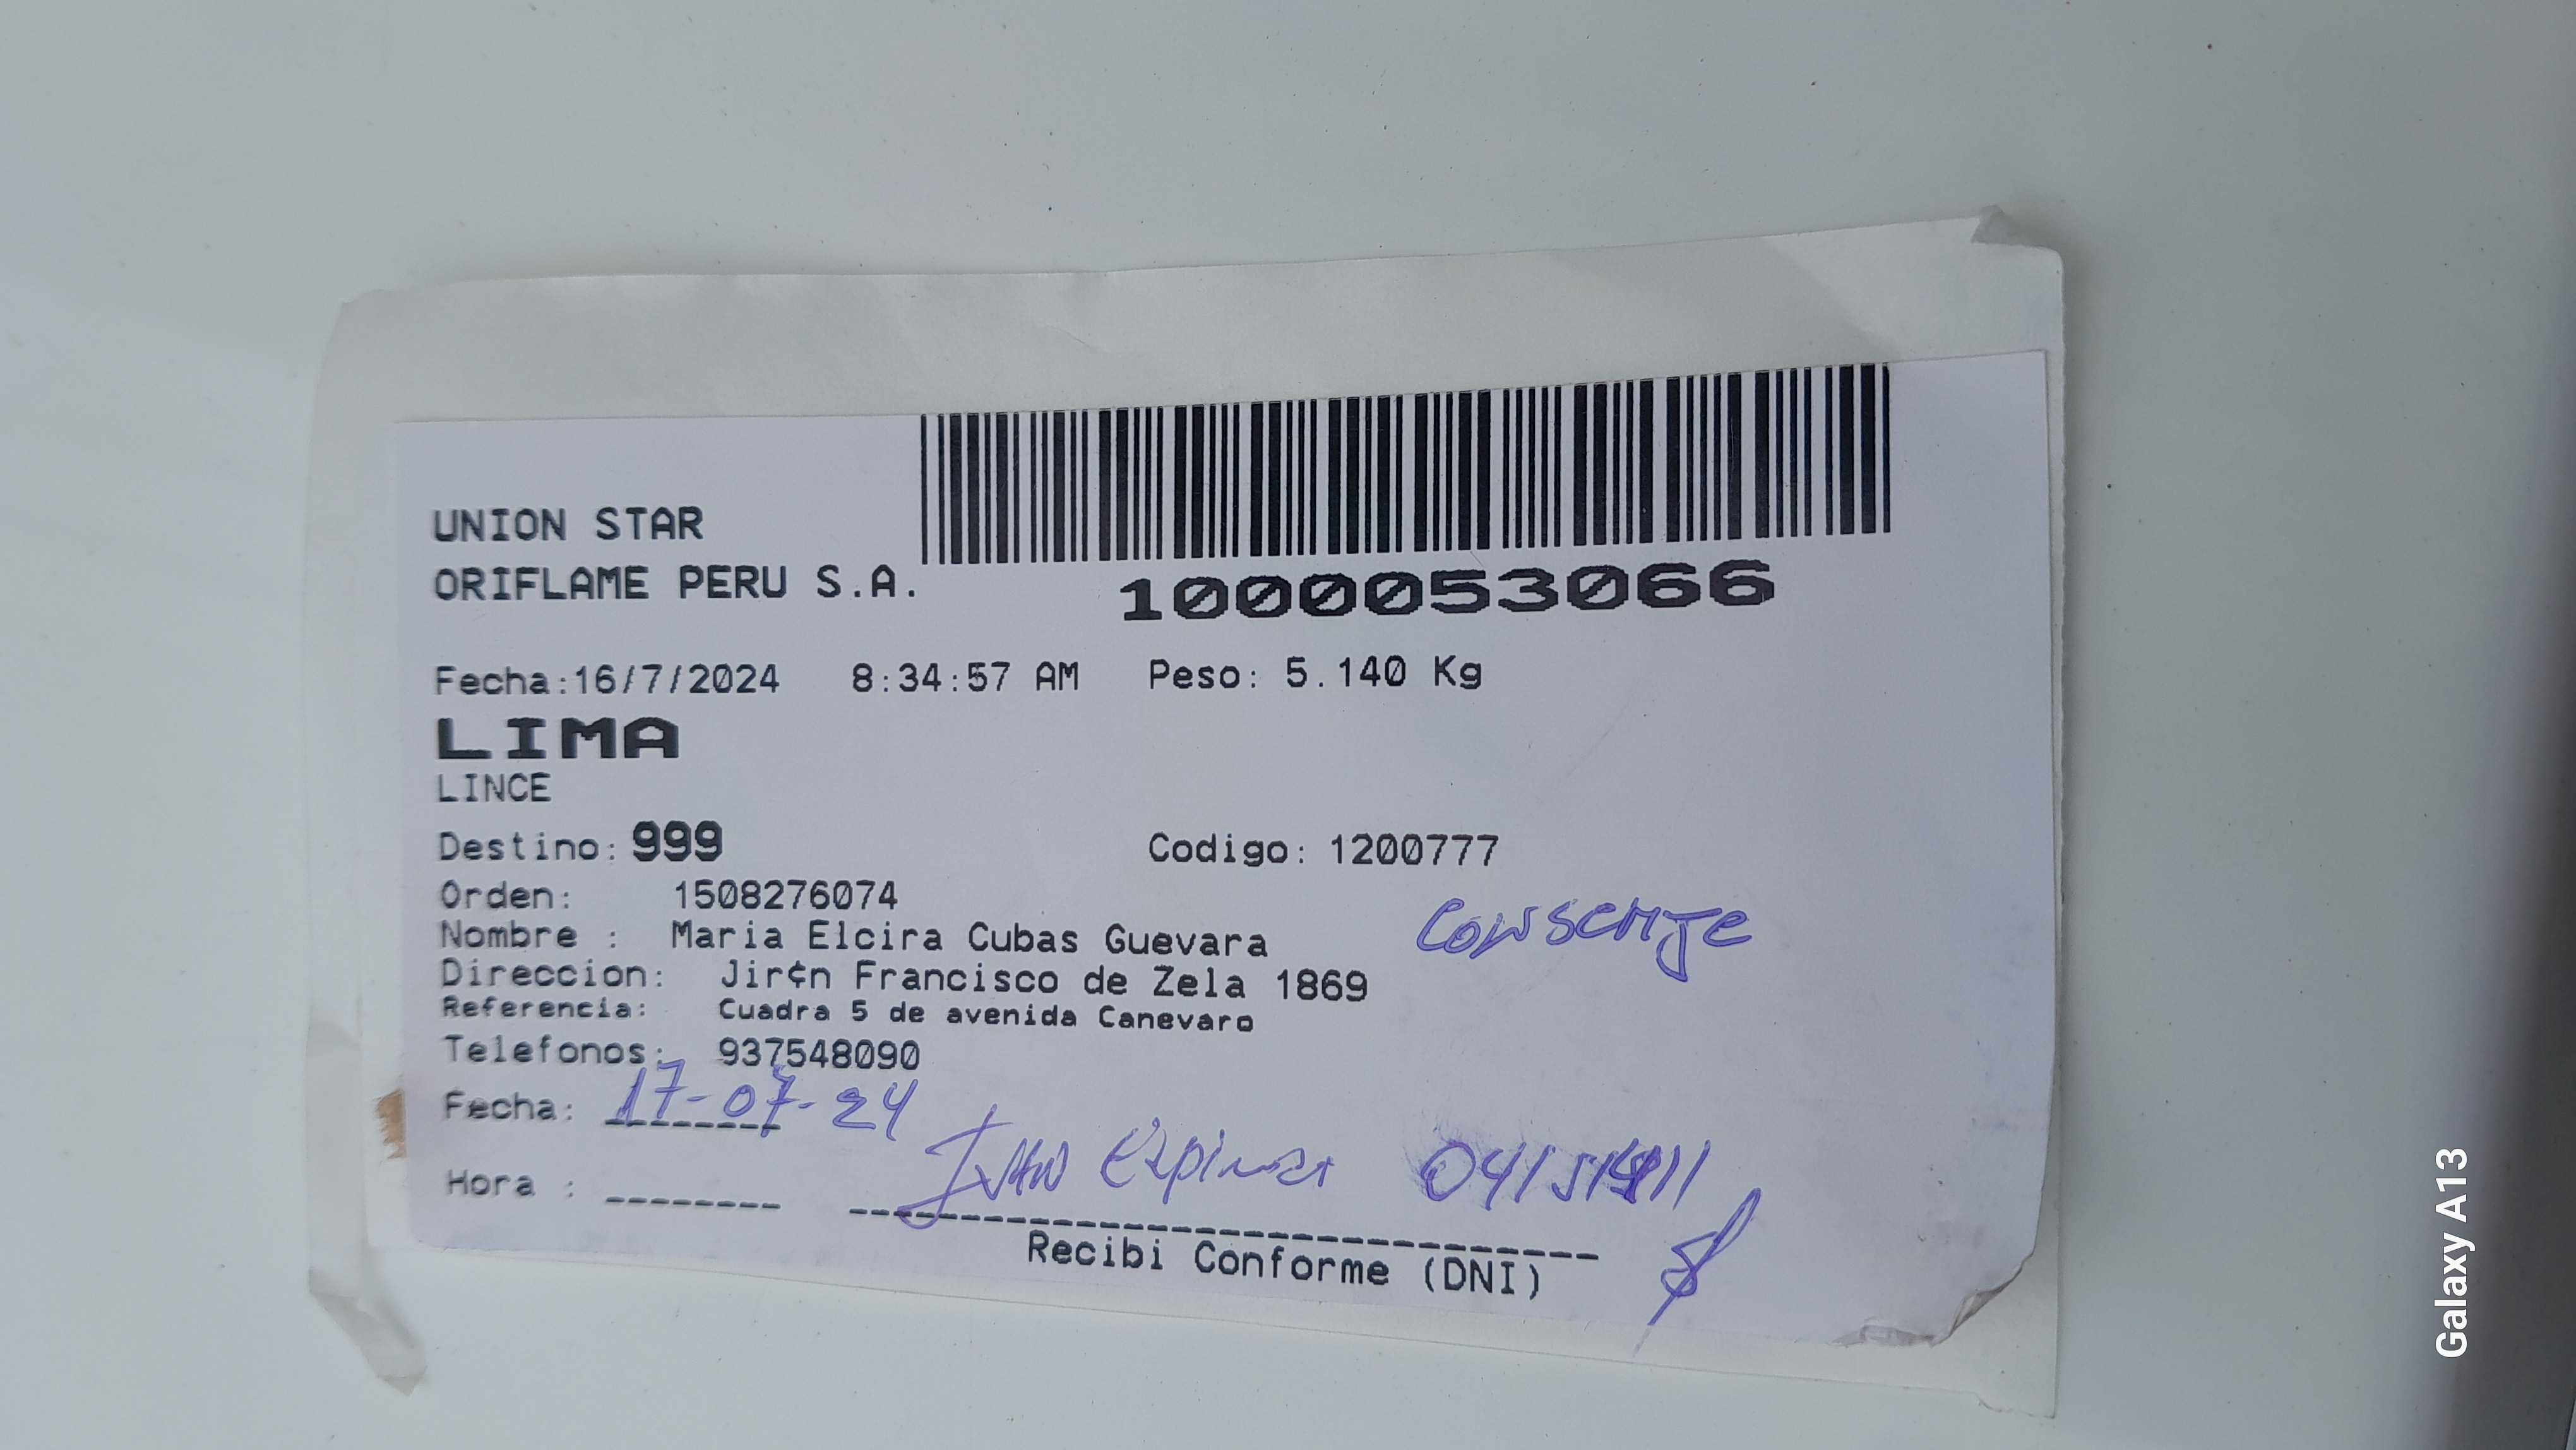 UNION STAR
ORIFLAME PERU S.A.
1000053066
Fecha:16/7/2024 8:34:57 AM Peso: 5.140 Kg
LIMA
LINCE
Destino: 999 Codigo: 1200777
Orden: 1508276074
Nombre : Maria Elcira Cubas Guevara
Conserje
Direccion: Jir¢n Francisco de Zela 1869
Referencia: Cuadra 5 de avenida Canevaro
Telefonos: 937548090
Fecha: 17-07-24
Hora : --------
Recibi Conforme (DNI)
Galaxy A13